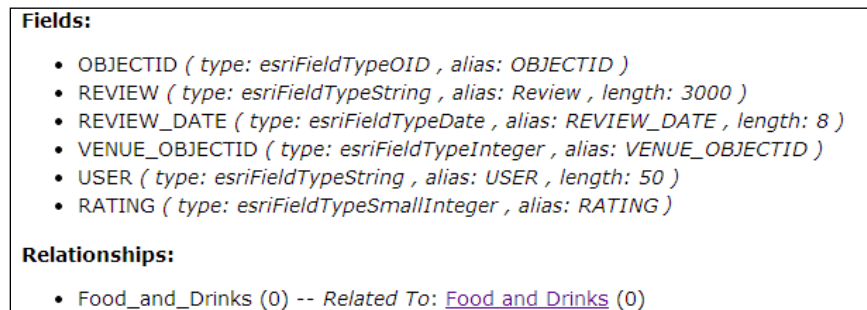 Fields:
• OBJECTID ( type: esriFieldTypeOID , alias: OBJECTID )
• REVIEW ( type: esriFieldTypeString , alias: Review , length: 3000 )
• REVIEW_DATE ( type: esriFieldTypeDate , alias: REVIEW_DATE , length: 8 )
• VENUE_OBJECTID ( type: esriFieldTypeInteger , alias: VENUE_OBJECTID )
• USER ( type: esriFieldTypeString , alias: USER , length: 50 )
• RATING ( type: esriFieldTypeSmallInteger , alias: RATING )
Relationships:
• Food_and_Drinks (0) -- Related To: Food and Drinks (0)